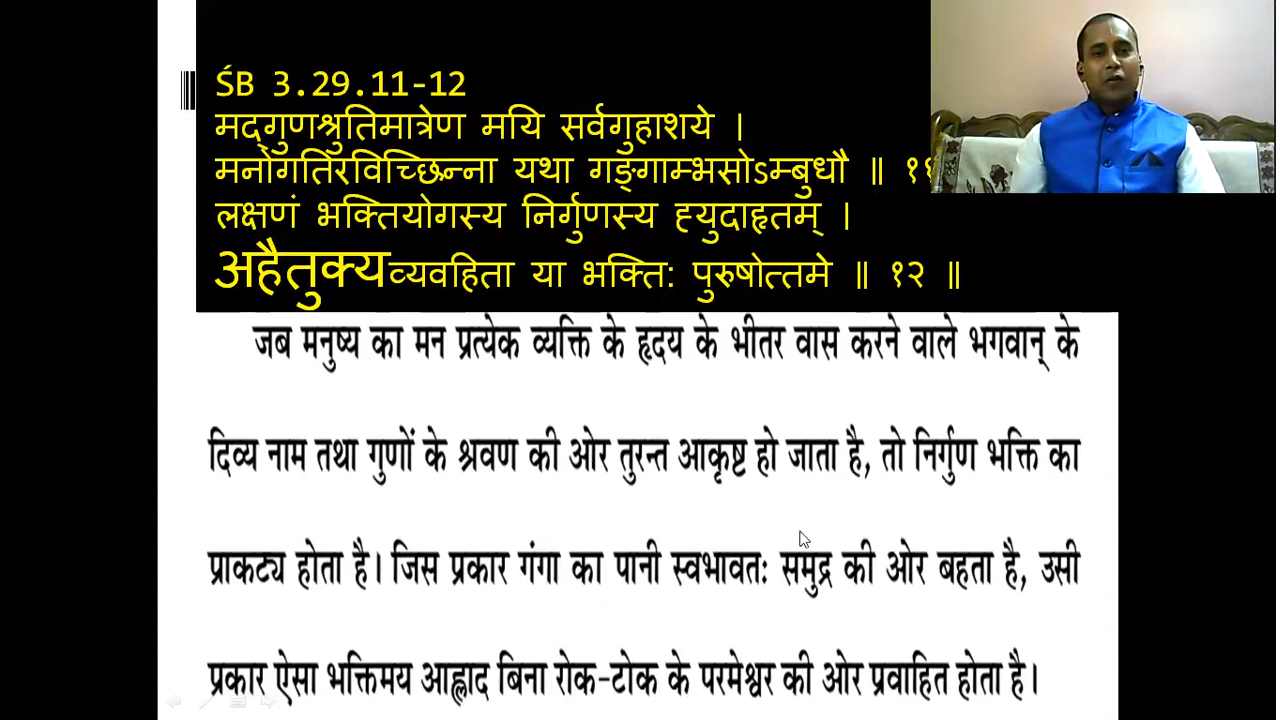 ŚB 3.29.11-12
मद्‍गुणश्रुतिमात्रेण मयि सर्वगुहाशये ।
मनोगतिरविच्छिन्ना यथा गङ्गाम्भसोऽम्बुधौ ॥
लक्षणं भक्तियोगस्य निर्गुणस्य ह्युदाहृतम् ।
अहैतुक्यव्यवहिता या भक्ति: पुरुषोत्तमे ॥ १२ ॥
जब मनुष्य का मन प्रत्येक व्यक्ति के हृदय के भीतर वास करने वाले भगवान् के
दिव्य नाम तथा गुणों के श्रवण की ओर तुरन्त आकृष्ट हो जाता है, तो निर्गुण भक्ति का
प्राकट्य होता है। जिस प्रकार गंगा का पानी स्वभावतः समुद्र की ओर बहता है, उसी
प्रकार ऐसा भक्तिमय आह्लाद बिना रोक-टोक के परमेश्वर की ओर प्रवाहित होता है।